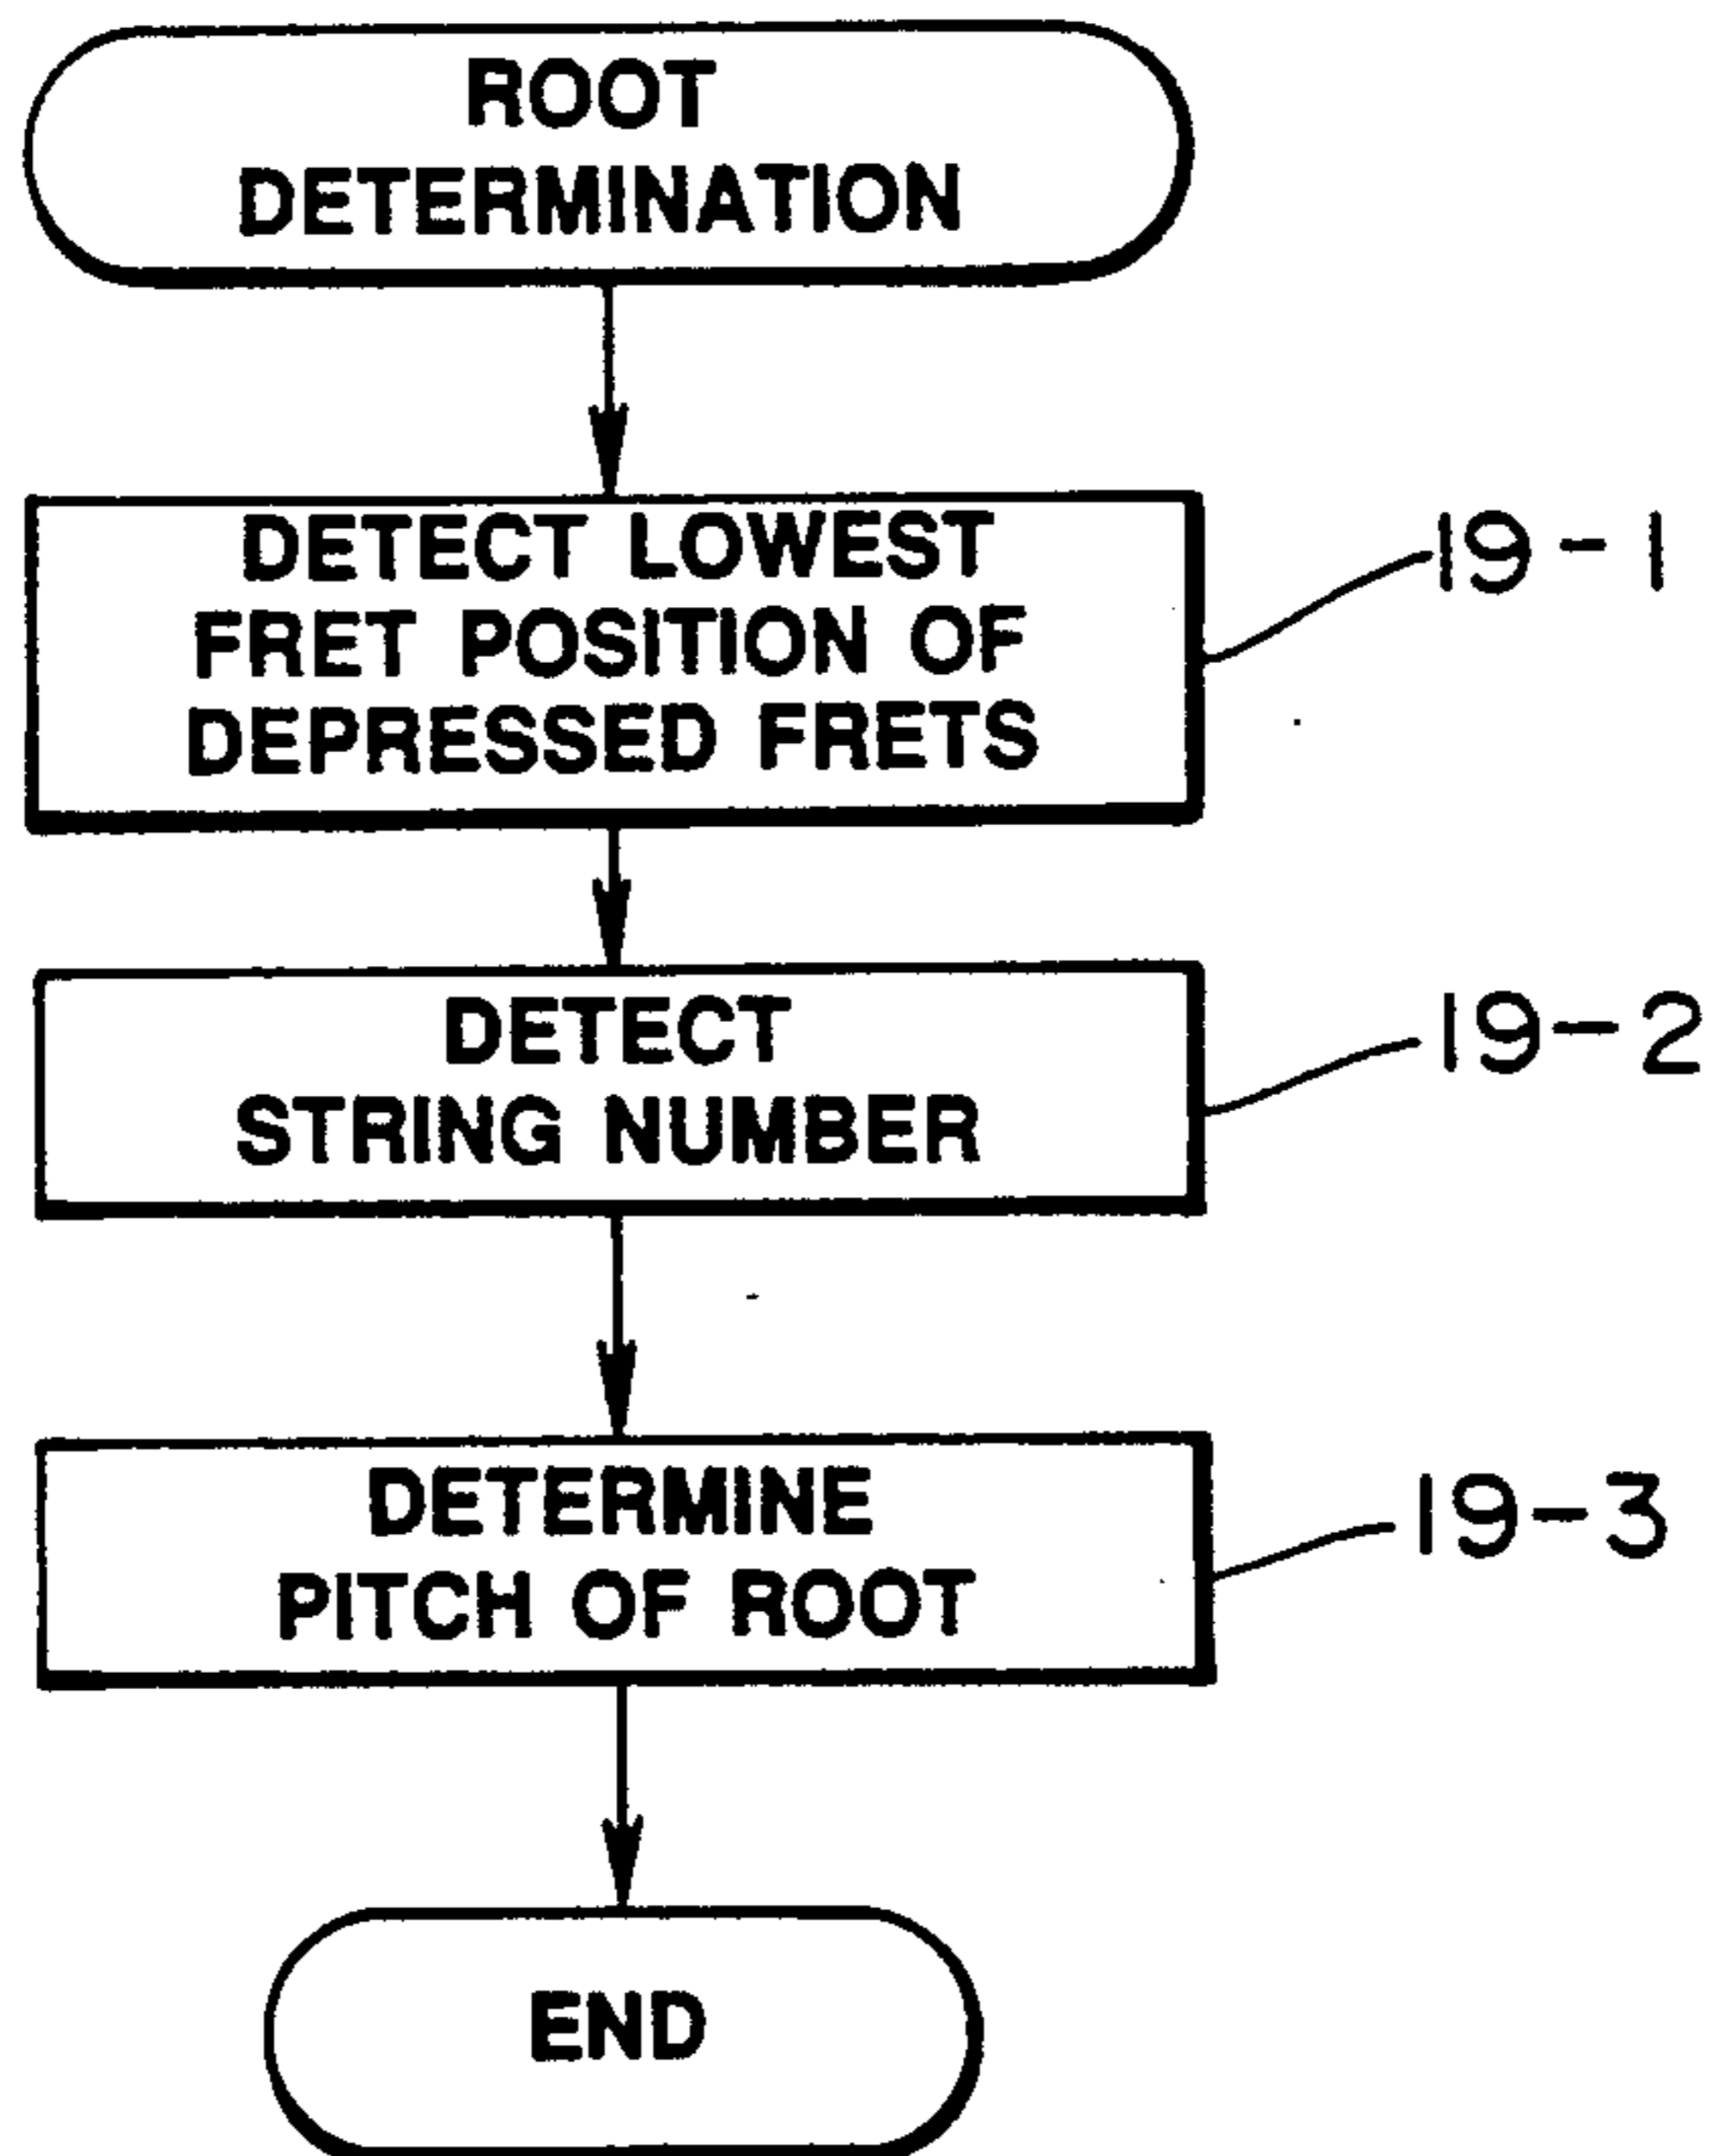 ROOT
DETERMINATION
DETECT LOWEST
FRET POSITION OF
DEPRESSED FRETS
19-1
DETECT
STRING NUMBER
19-2
DETERMINE
PITCH OF ROOT
19-3
END